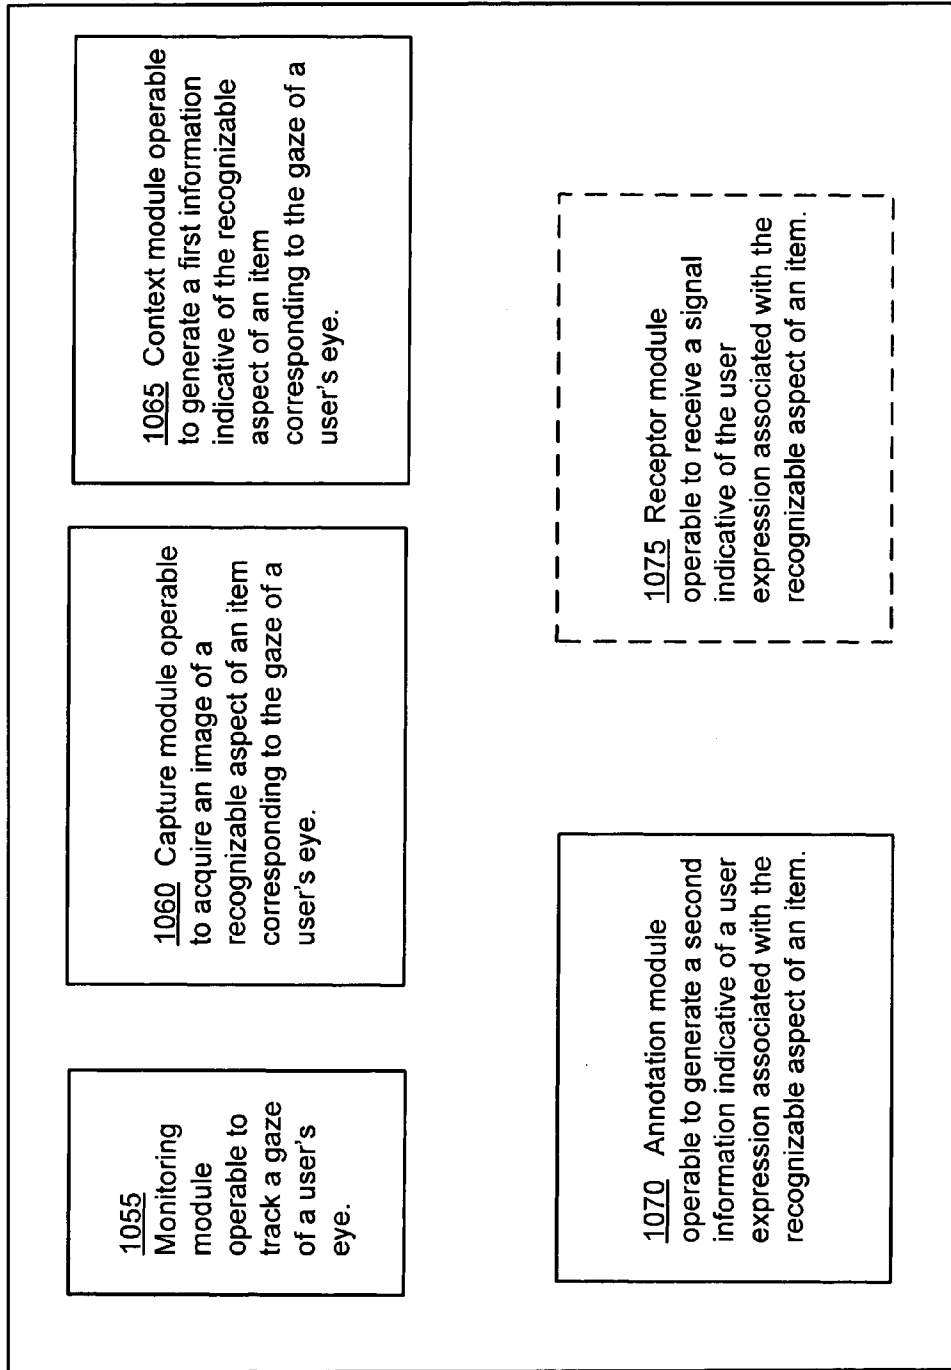 1055
Monitoring
module
operable to
track a gaze
of a user's
eye.
1060 Capture module operable
to acquire an image of a
recognizable aspect of an item
corresponding to the gaze of a
user's eye.
1065 Context module operable
to generate a first information
indicative of the recognizable
aspect of an item
corresponding to the gaze of a
user's eye.
1070 Annotation module
operable to generate a second
information indicative of a user
expression associated with the
recognizable aspect of an item.
1075 Receptor module
operable to receive a signal
indicative of the user
expression associated with the
recognizable aspect of an item.